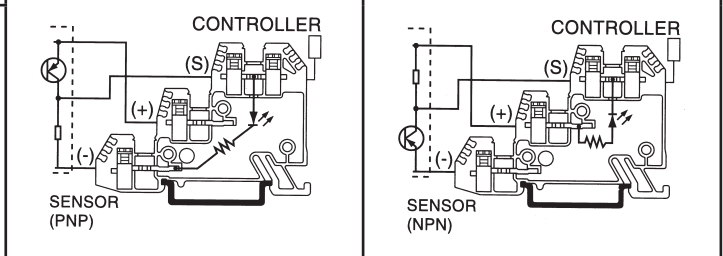 CONTROLLER
(S)
(+)
(-)
SENSOR
(PNP)
CONTROLLER
(S)
(+)
(-)
SENSOR
(NPN)